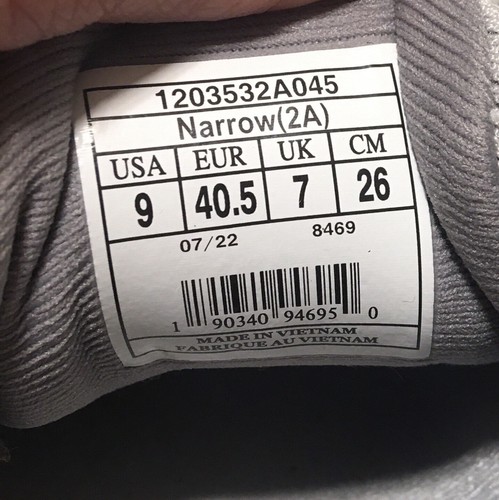 1203532A045
Narrow(2A)
USA EUR UK CM
9 40.5 7 26
07/22 8469
1 90340 94695 0
MADE IN VIETNAM
FABRIQUE AU VIETNAM